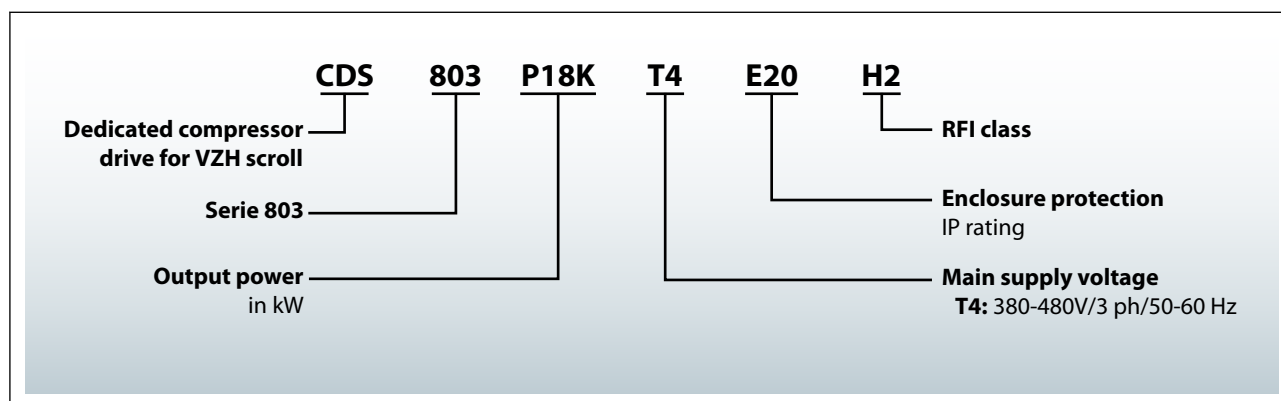 CDS 803 P18K T4 E20 H2
Dedicated compressor
drive for VZH scroll
RFI class
Serie 803
Enclosure protection
IP rating
Output power
in kW
Main supply voltage
T4: 380-480V/3 ph/50-60 Hz